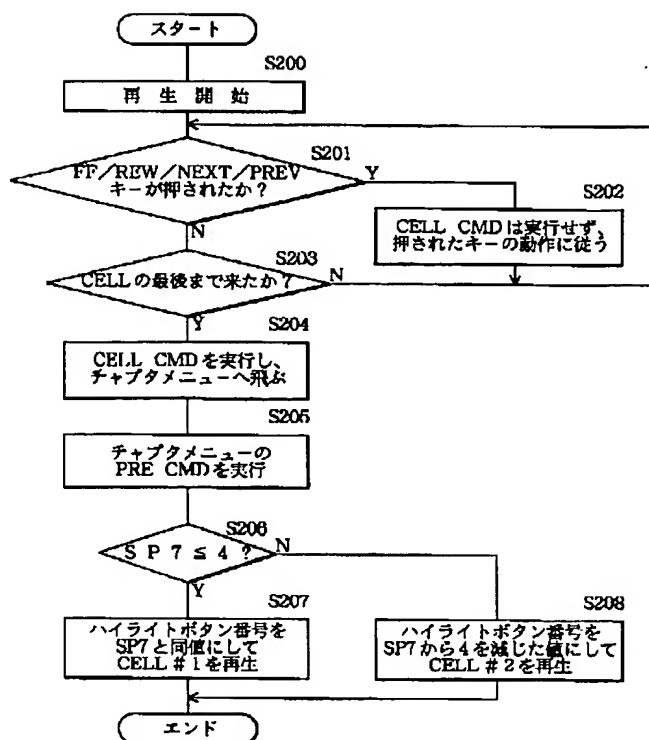 スタート
S200
再 生 開 始
S201
FF／REW／NEXT／PREV
キーが押されたか？
Y
N
S202
CELL CMDは実行せず、
押されたキーの動作に従う
S203
CELLの最後まで来たか？
N
Y
S204
CELL CMDを実行し、
チャプタメニューへ飛ぶ
S205
チャプタメニューの
PRE CMDを実行
S206
S P 7 ≦ 4 ？
N
Y
S207
ハイライトボタン番号を
SP7と同値にして
CELL＃1を再生
S208
ハイライトボタン番号を
SP7から4を減じた値にして
CELL＃2を再生
エンド